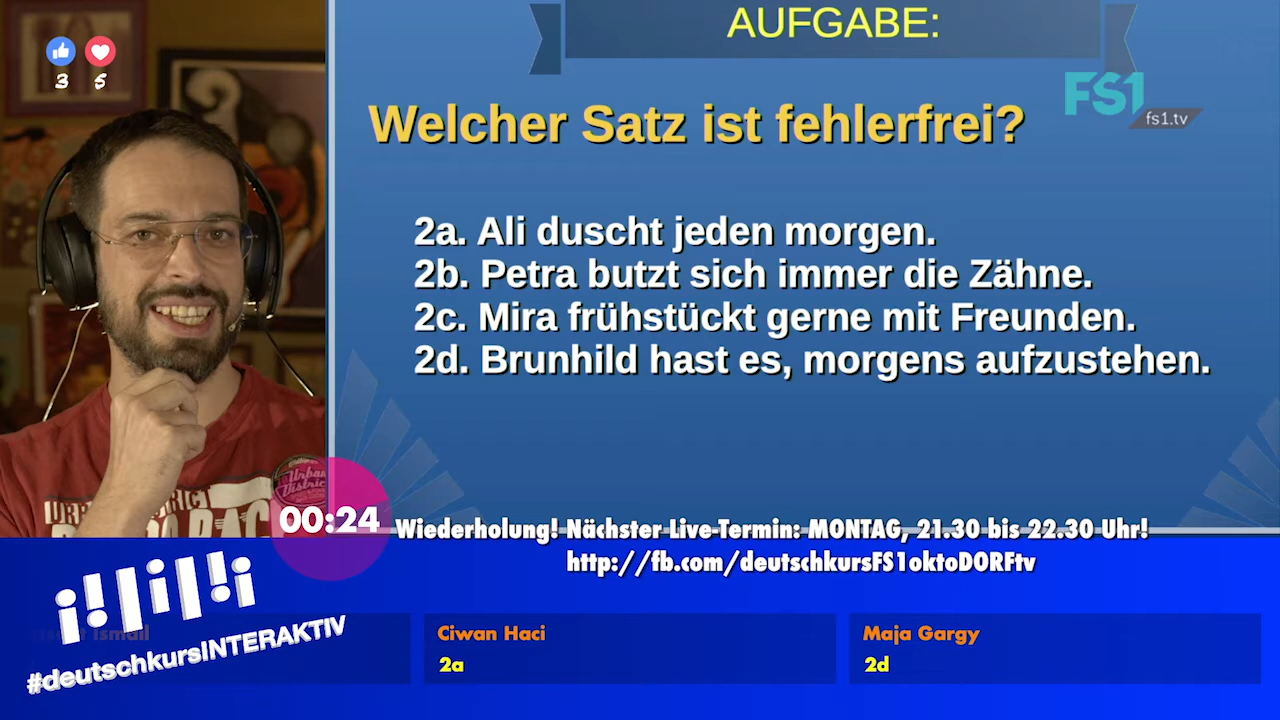 AUFGABE:
3 5
Welcher Satz ist fehlerfrei?
FS1
fs1.tv
2a. Ali duscht jeden morgen.
2b. Petra butzt sich immer die Zähne.
2c. Mira frühstückt gerne mit Freunden.
2d. Brunhild hast es, morgens aufzustehen.
Urban
District
00:24
Wiederholung! Nächster Live-Termin: MONTAG, 21.30 bis 22.30 Uhr!
http://fb.com/deutschkursFS1oktoDORFtv
i!lil!i
#deutschkursINTERAKTIV
Ismail
Ciwan Haci
2a
Maja Gargy
2d